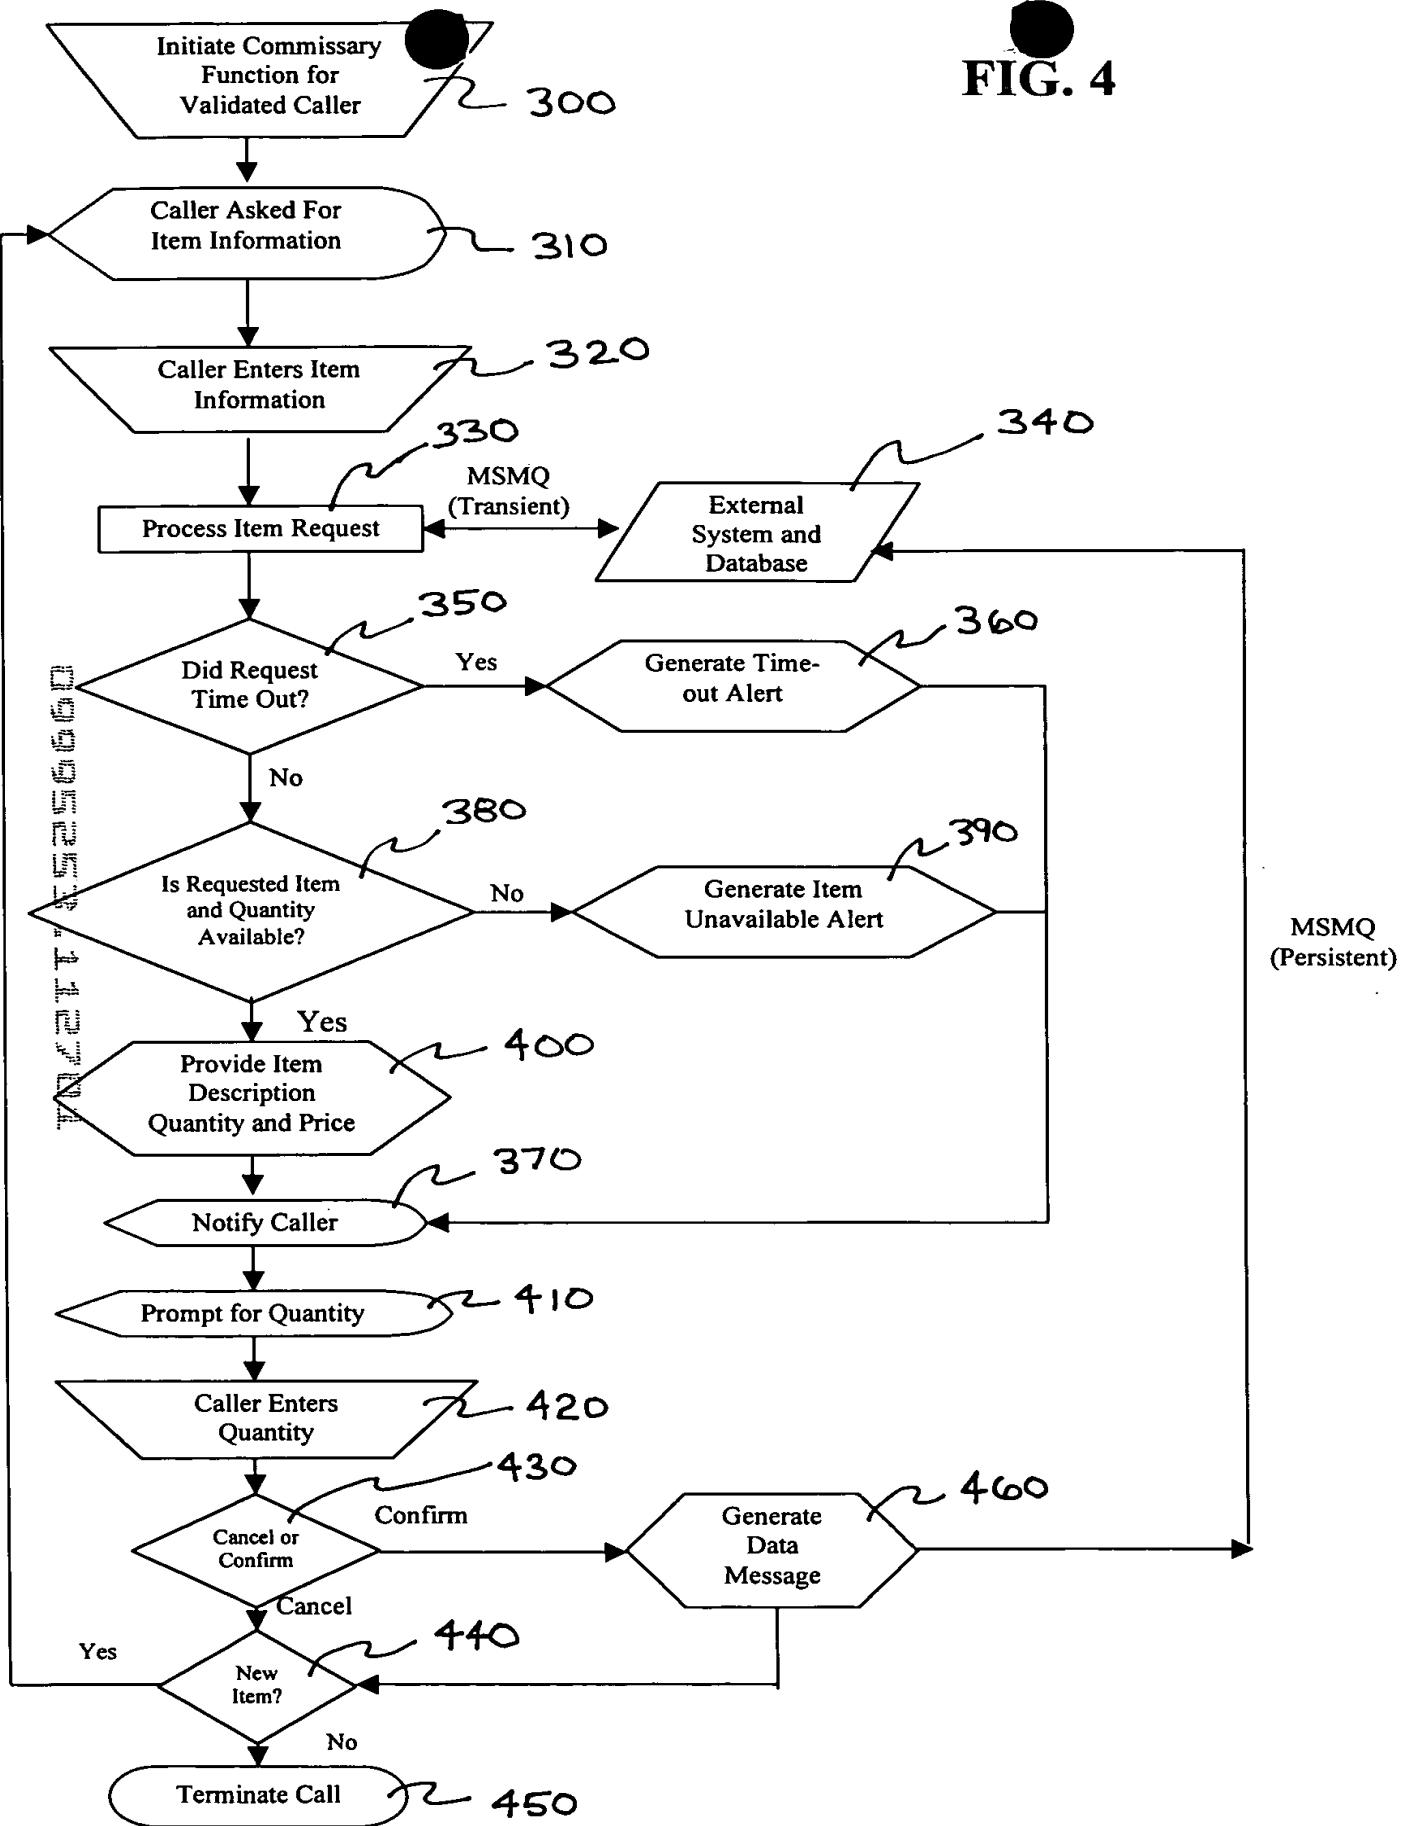 FIG. 4
Initiate Commissary
Function for
Validated Caller
300
Caller Asked For
Item Information
310
Caller Enters Item
Information
320
330
Process Item Request
MSMQ
(Transient)
340
External
System and
Database
350
Did Request
Time Out?
Yes
360
Generate Time-
out Alert
No
380
Is Requested Item
and Quantity
Available?
No
390
Generate Item
Unavailable Alert
MSMQ
(Persistent)
Yes
400
Provide Item
Description
Quantity and Price
370
Notify Caller
Prompt for Quantity
410
Caller Enters
Quantity
420
430
Cancel or
Confirm
Confirm
460
Generate
Data
Message
Cancel
440
Yes
New
Item?
No
Terminate Call
450